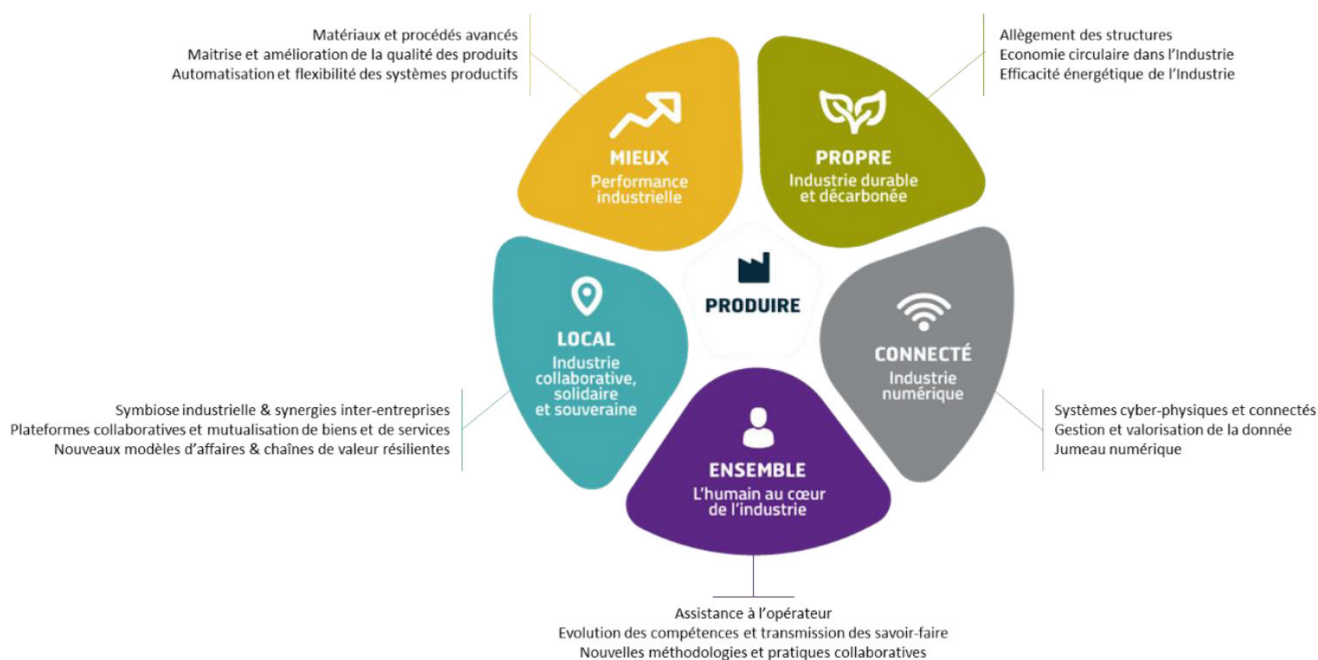 Matériaux et procédés avancés
Maitrise et amélioration de la qualité des produits
Automatisation et flexibilité des systèmes productifs
Allègement des structures
Economie circulaire dans l'Industrie
Efficacité énergétique de l'Industrie
MIEUX
Performance
industrielle
PROPRE
Industrie durable
et décarbonée
PRODUIRE
LOCAL
Industrie
collaborative,
solidaire
et souveraine
CONNECTÉ
Industrie
numérique
Symbiose industrielle & synergies inter-entreprises
Plateformes collaboratives et mutualisation de biens et de services
Nouveaux modèles d'affaires & chaînes de valeur résilientes
Systèmes cyber-physiques et connectés
Gestion et valorisation de la donnée
Jumeau numérique
ENSEMBLE
L'humain au cœur
de l'industrie
Assistance à l'opérateur
Evolution des compétences et transmission des savoir-faire
Nouvelles méthodologies et pratiques collaboratives